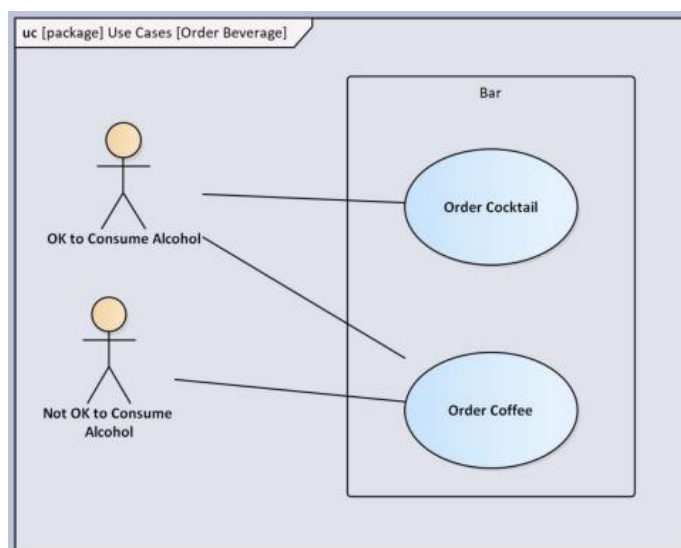 uc [package] Use Cases [Order Beverage]
Bar
Order Cocktail
OK to Consume Alcohol
Order Coffee
Not OK to Consume
Alcohol